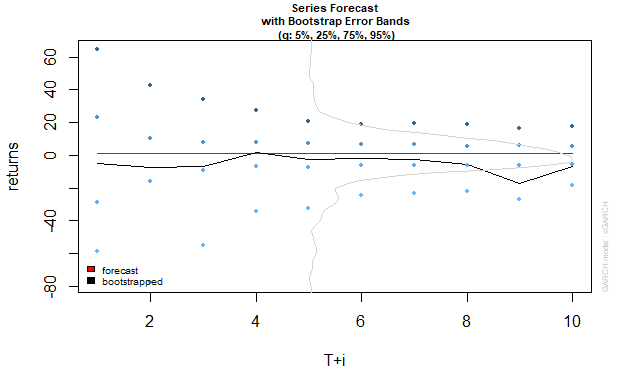 Series Forecast
with Bootstrap Error Bands
(q: 5%, 25%, 75%, 95%)
returns
60
40
20
0
-40
-80
forecast
bootstrapped
2
4
6
8
10
T+i
GARCH model: sGARCH